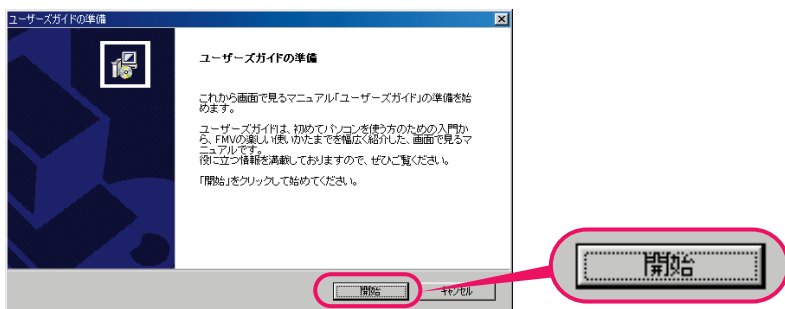 ユーザーズガイドの準備
ユーザーズガイドの準備
これから画面で見るマニュアル「ユーザーズガイド」の準備を始
めます。
ユーザーズガイドは、初めてパソコンを使う方のための入門か
ら、FMVの楽しい使いかたまでを幅広く紹介した、画面で見るマ
ニュアルです。
役に立つ情報を満載しておりますので、ぜひご覧ください。
「開始」をクリックして始めてください。
開始
キャンセル
開始